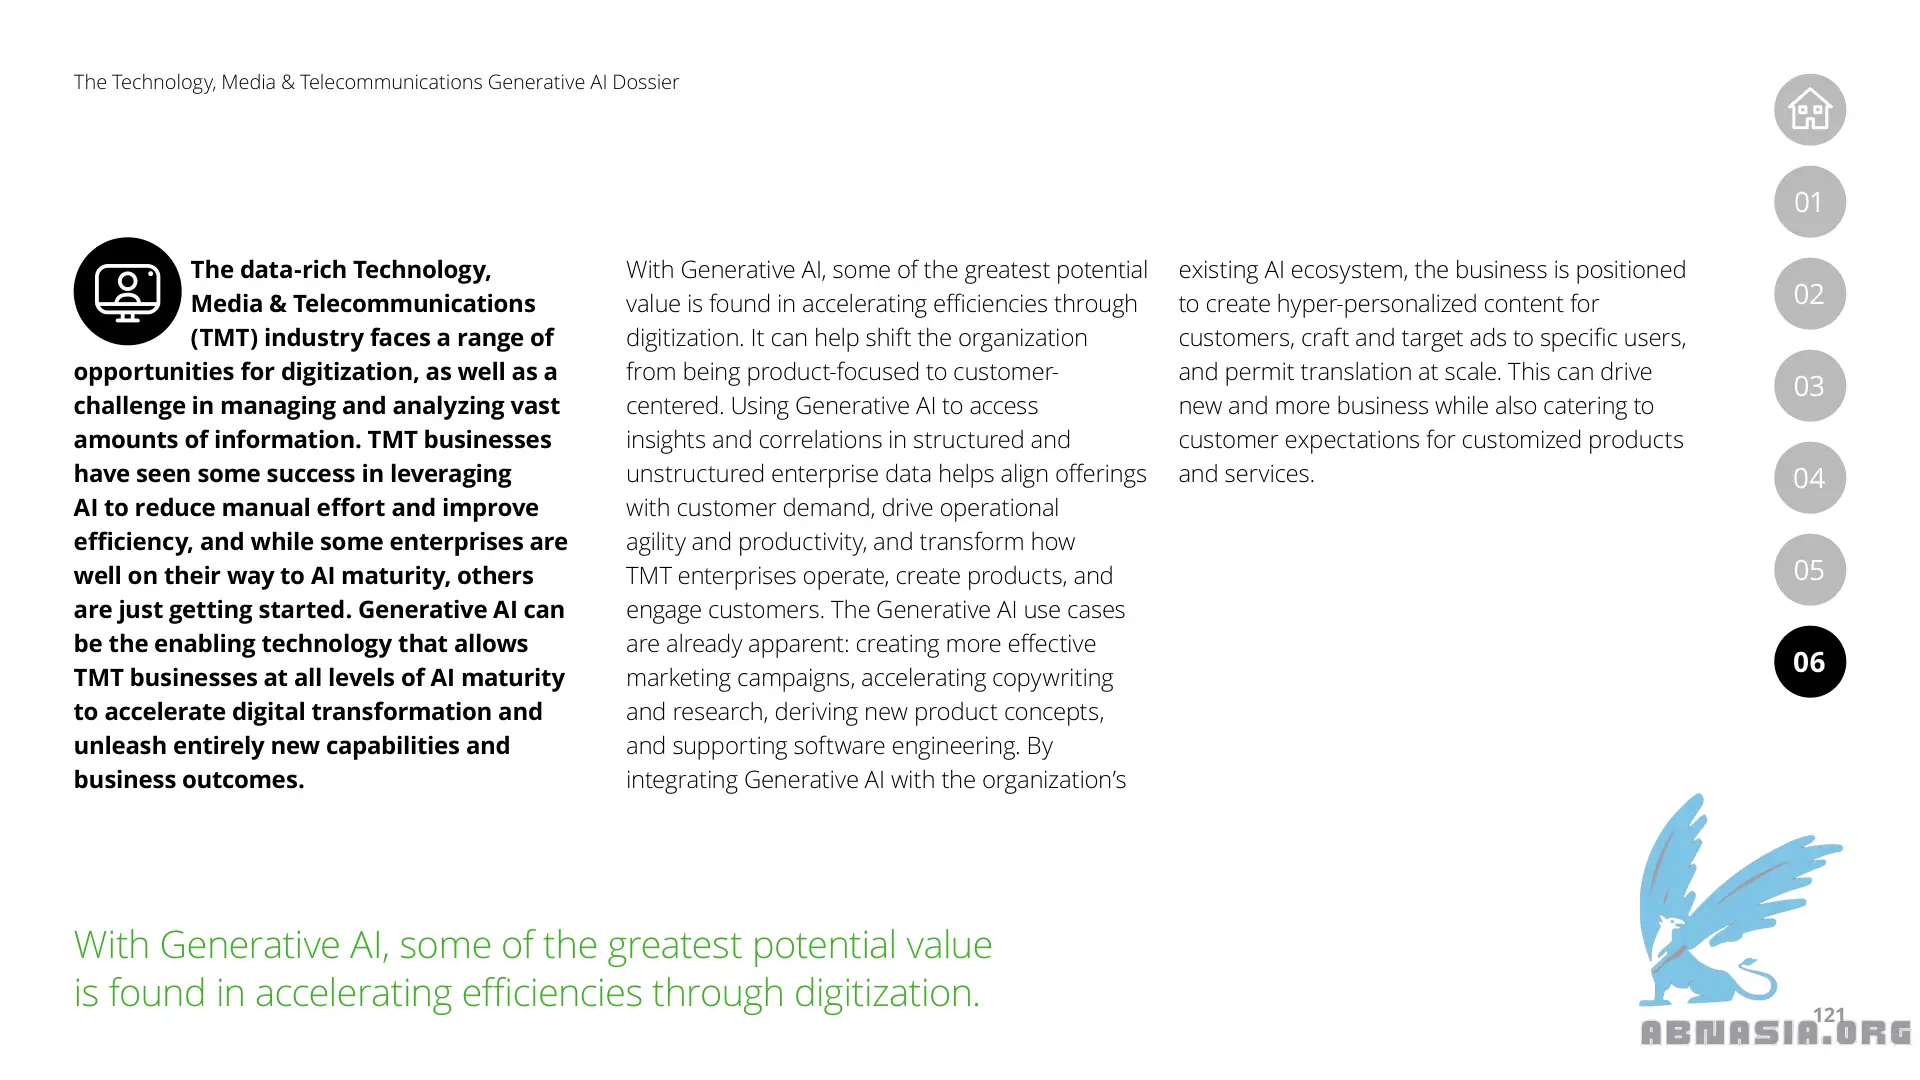 The Technology, Media & Telecommunications Generative AI Dossier
The data-rich Technology,
Media & Telecommunications
(TMT) industry faces a range of
opportunities for digitization, as well as a
challenge in managing and analyzing vast
amounts of information. TMT businesses
have seen some success in leveraging
AI to reduce manual effort and improve
efficiency, and while some enterprises are
well on their way to AI maturity, others
are just getting started. Generative AI can
be the enabling technology that allows
TMT businesses at all levels of AI maturity
to accelerate digital transformation and
unleash entirely new capabilities and
business outcomes.
With Generative AI, some of the greatest potential
value is found in accelerating efficiencies through
digitization. It can help shift the organization
from being product-focused to customer-
centered. Using Generative AI to access
insights and correlations in structured and
unstructured enterprise data helps align offerings
with customer demand, drive operational
agility and productivity, and transform how
TMT enterprises operate, create products, and
engage customers. The Generative AI use cases
are already apparent: creating more effective
marketing campaigns, accelerating copywriting
and research, deriving new product concepts,
and supporting software engineering. By
integrating Generative AI with the organization’s
existing AI ecosystem, the business is positioned
to create hyper-personalized content for
customers, craft and target ads to specific users,
and permit translation at scale. This can drive
new and more business while also catering to
customer expectations for customized products
and services.
With Generative AI, some of the greatest potential value
is found in accelerating efficiencies through digitization.
01
02
03
04
05
06
121
ABNASIA.ORG